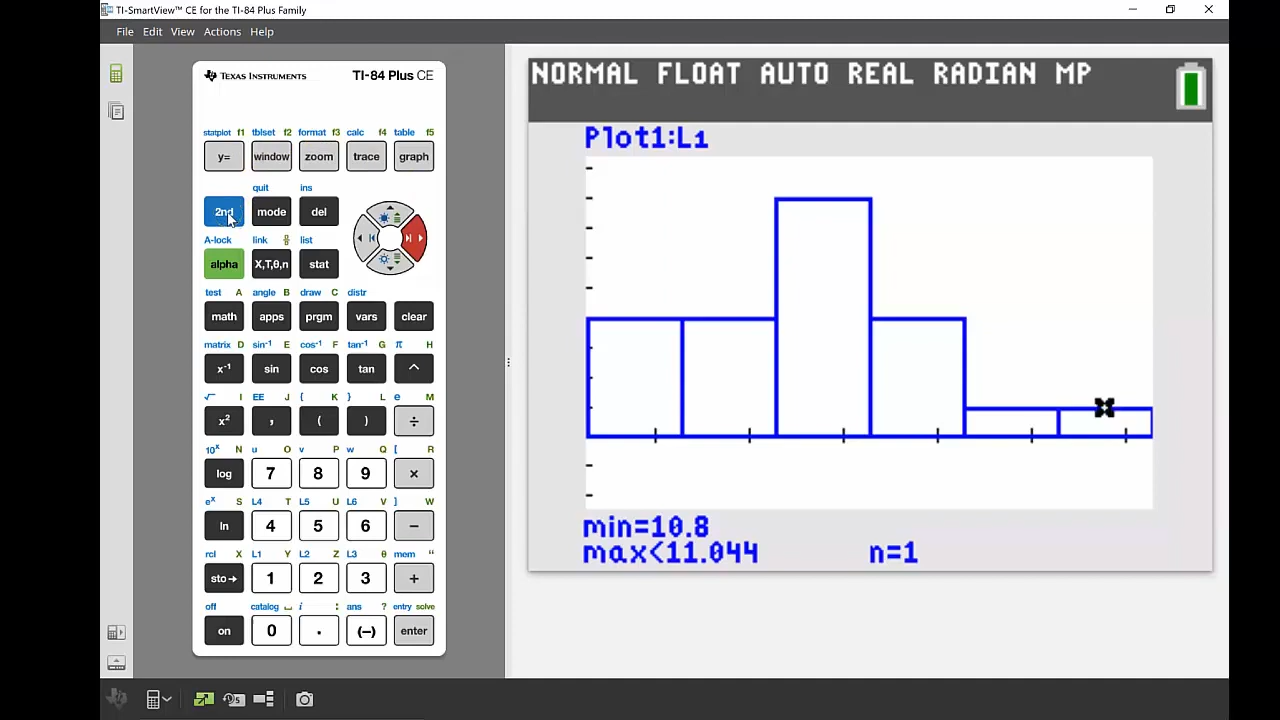 TI-SmartView™ CE for the TI-84 Plus Family
File Edit View Actions Help
TEXAS INSTRUMENTS TI-84 Plus CE
statplot f1 tblset f2 format f3 calc f4 table f5
y= window zoom trace graph
quit ins
2nd mode del
A-lock link list
alpha X,T,θ,n stat
test A angle B draw C distr
math apps prgm vars clear
matrix D sin⁻¹ E cos⁻¹ F tan⁻¹ G π H
x⁻¹ sin cos tan ^
√ I EE J { K } L e M
x² , ( ) ÷
10ˣ N u O v P w Q [ R
log 7 8 9 ×
eˣ S L4 T L5 U L6 V ] W
ln 4 5 6 −
rcl X L1 Y L2 Z L3 θ mem "
sto→ 1 2 3 +
off catalog ⎵ i : ans ? entry solve
on 0 . (–) enter
NORMAL FLOAT AUTO REAL RADIAN MP
Plot1:L1
min=10.8
max<11.044 n=1